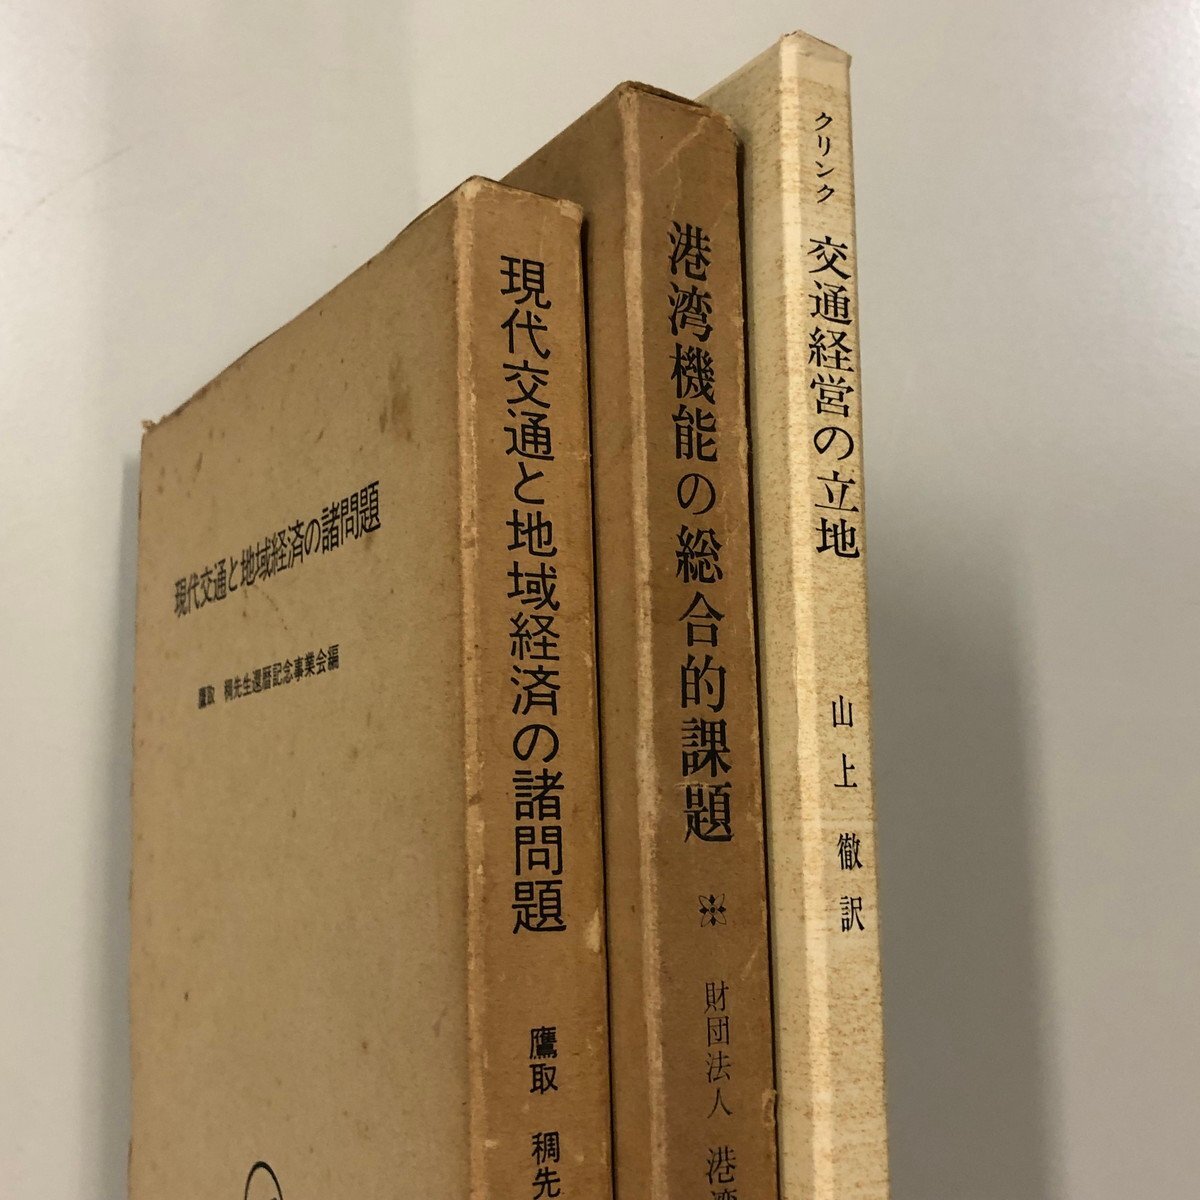 現代交通と地域経済の諸問題
鷹取 稠先生還暦記念事業会編
現代交通と地域経済の諸問題
鷹取 稠先
港湾機能の総合的課題
財団法人 港湾
クリンク 交通経営の立地 山上 徹訳